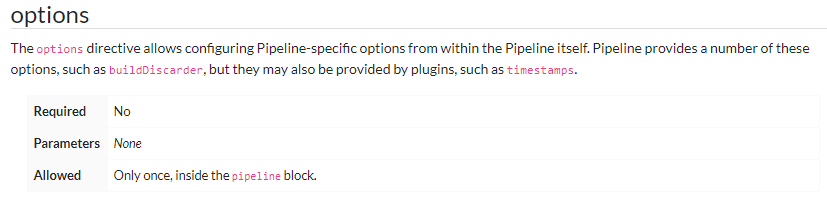 options
The options directive allows configuring Pipeline-specific options from within the Pipeline itself. Pipeline provides a number of these
options, such as buildDiscarder, but they may also be provided by plugins, such as timestamps.
Required No
Parameters None
Allowed Only once, inside the pipeline block.